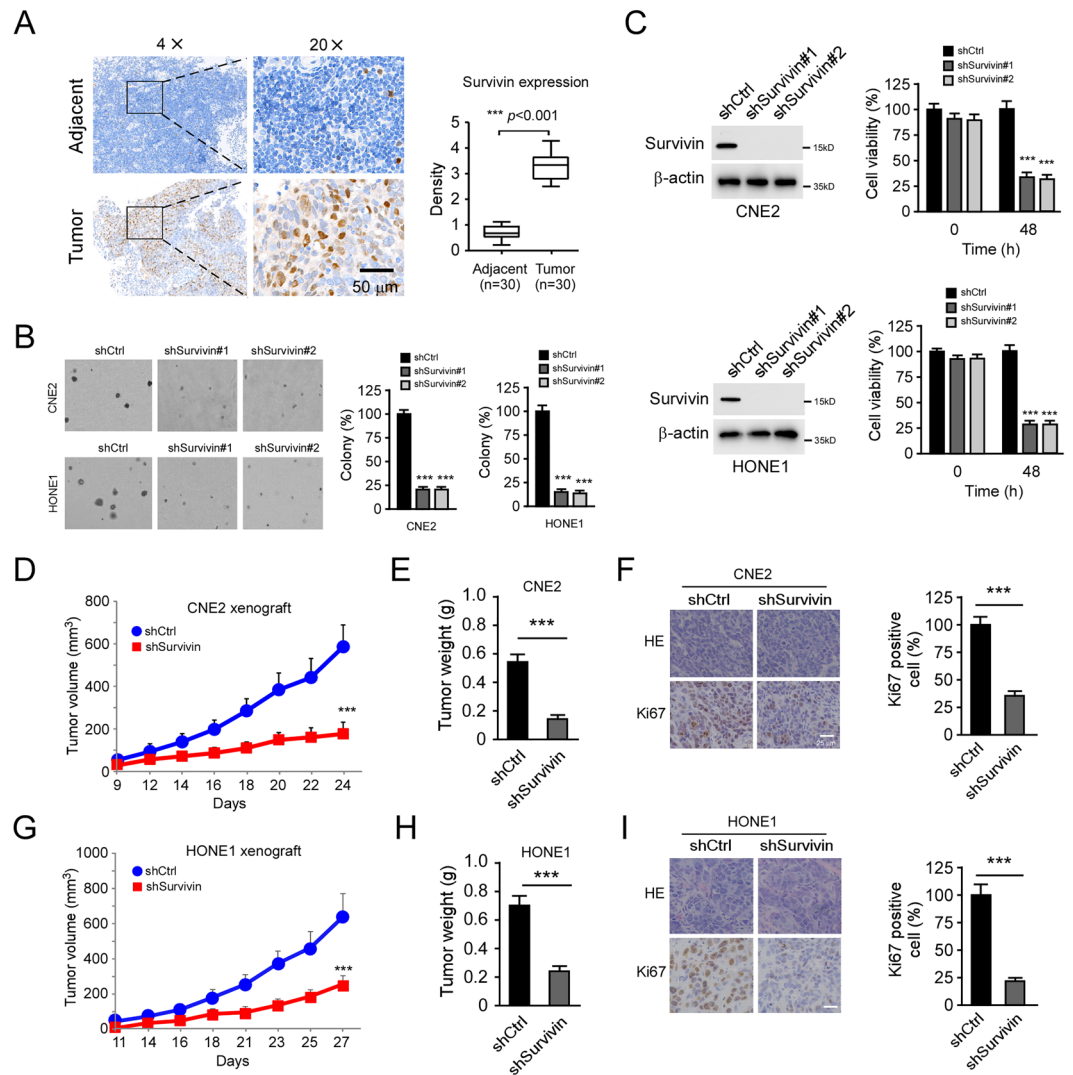 A
4 ×
20 ×
Adjacent
Tumor
50 μm
Survivin expression
*** p<0.001
Density
5
4
3
2
1
0
Adjacent
(n=30)
Tumor
(n=30)
B
shCtrl
shSurvivin#1
shSurvivin#2
CNE2
shCtrl
shSurvivin#1
shSurvivin#2
HONE1
shCtrl
shSurvivin#1
shSurvivin#2
Colony (%)
125
100
75
50
25
0
*** ***
CNE2
shCtrl
shSurvivin#1
shSurvivin#2
Colony (%)
125
100
75
50
25
0
*** ***
HONE1
C
shCtrl
shSurvivin#1
shSurvivin#2
Survivin
15kD
β-actin
35kD
CNE2
shCtrl
shSurvivin#1
shSurvivin#2
Cell viability (%)
125
100
75
50
25
0
*** ***
0
48
Time (h)
shCtrl
shSurvivin#1
shSurvivin#2
Survivin
15kD
β-actin
35kD
HONE1
shCtrl
shSurvivin#1
shSurvivin#2
Cell viability (%)
125
100
75
50
25
0
*** ***
0
48
Time (h)
D
CNE2 xenograft
shCtrl
shSurvivin
Tumor volume (mm³)
800
600
400
200
0
***
9 12 14 16 18 20 22 24
Days
E
CNE2
***
Tumor weight (g)
1.0
0.8
0.6
0.4
0.2
0
shCtrl
shSurvivin
F
CNE2
shCtrl
shSurvivin
HE
Ki67
25 μm
***
Ki67 positive
cell (%)
125
100
75
50
25
0
shCtrl
shSurvivin
G
HONE1 xenograft
shCtrl
shSurvivin
Tumor volume (mm³)
1000
800
600
400
200
0
***
11 14 16 18 21 23 25 27
Days
H
HONE1
***
Tumor weight (g)
1.0
0.8
0.6
0.4
0.2
0
shCtrl
shSurvivin
I
HONE1
shCtrl
shSurvivin
HE
Ki67
***
Ki67 positive
cell (%)
125
100
75
50
25
0
shCtrl
shSurvivin